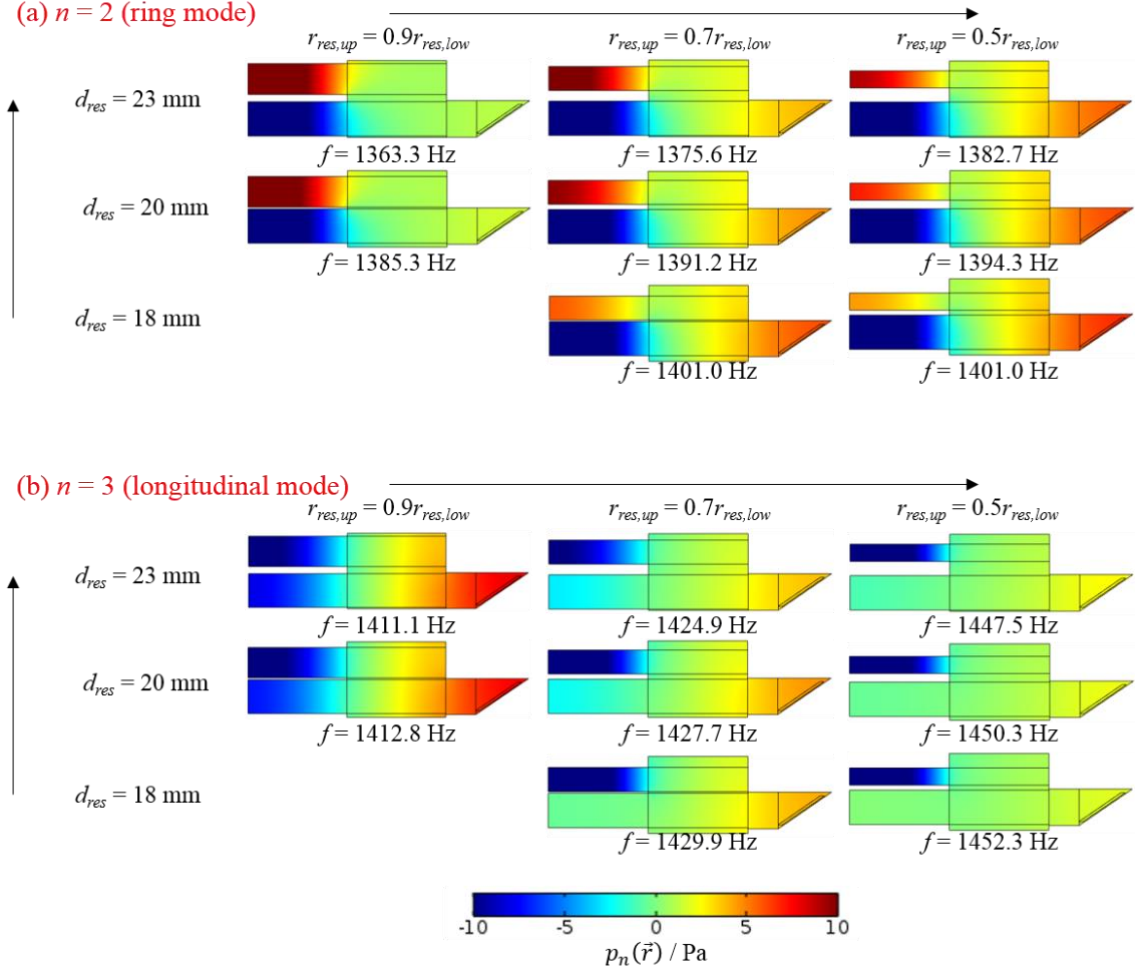 (a) n = 2 (ring mode)
r_res,up = 0.9r_res,low r_res,up = 0.7r_res,low r_res,up = 0.5r_res,low
d_res = 23 mm
f = 1363.3 Hz f = 1375.6 Hz f = 1382.7 Hz
d_res = 20 mm
f = 1385.3 Hz f = 1391.2 Hz f = 1394.3 Hz
d_res = 18 mm
f = 1401.0 Hz f = 1401.0 Hz
(b) n = 3 (longitudinal mode)
r_res,up = 0.9r_res,low r_res,up = 0.7r_res,low r_res,up = 0.5r_res,low
d_res = 23 mm
f = 1411.1 Hz f = 1424.9 Hz f = 1447.5 Hz
d_res = 20 mm
f = 1412.8 Hz f = 1427.7 Hz f = 1450.3 Hz
d_res = 18 mm
f = 1429.9 Hz f = 1452.3 Hz
-10 -5 0 5 10
p_n(r⃗) / Pa